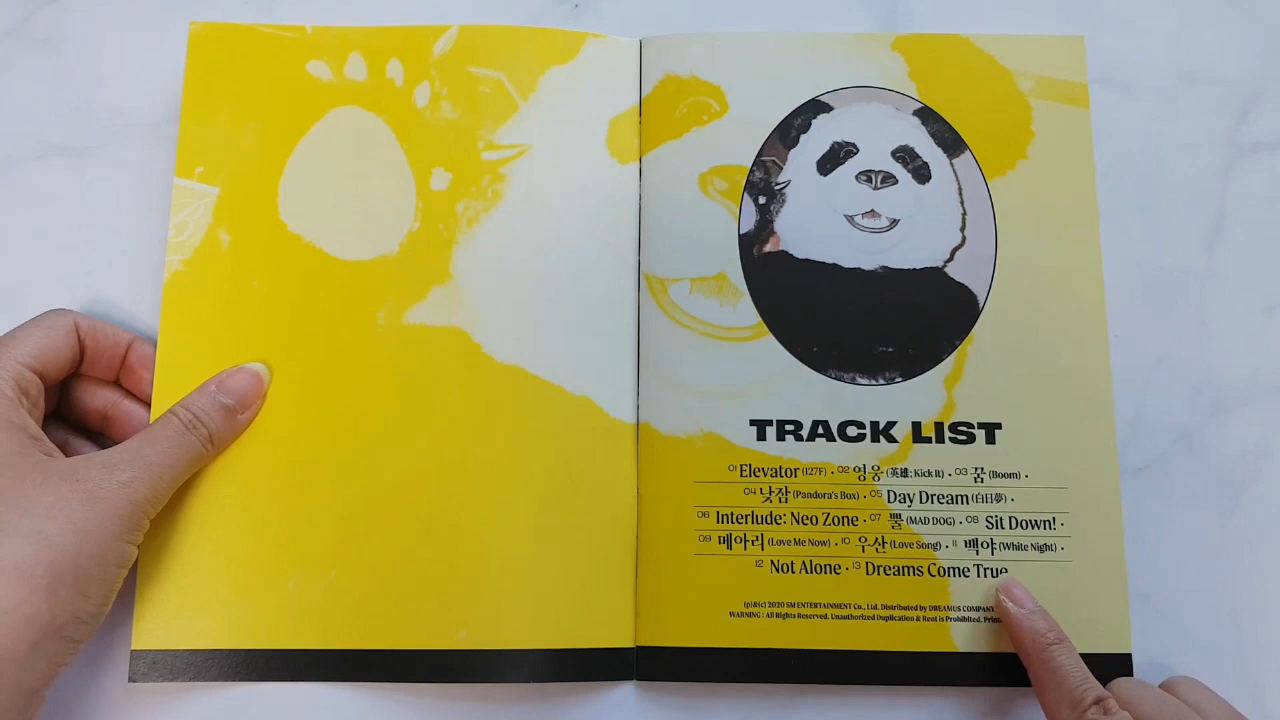 TRACK LIST
01 Elevator (127F) • 02 영웅 (英雄; Kick It) • 03 꿈 (Boom) •
04 낮잠 (Pandora's Box) • 05 Day Dream (白日夢) •
06 Interlude: Neo Zone • 07 뿔 (MAD DOG) • 08 Sit Down! •
09 메아리 (Love Me Now) • 10 우산 (Love Song) • 11 백야 (White Night) •
12 Not Alone • 13 Dreams Come True
(p)&(c) 2020 SM ENTERTAINMENT Co., Ltd. Distributed by DREAMUS COMPANY
WARNING : All Rights Reserved. Unauthorized Duplication & Rent is Prohibited.